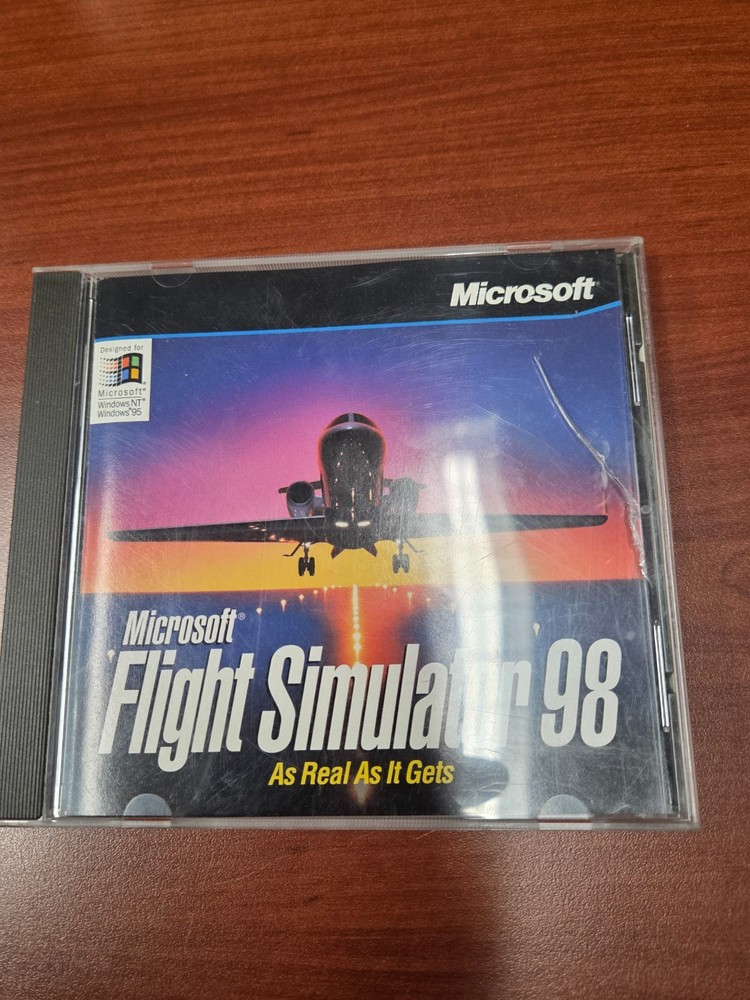 Microsoft®
Designed for
Microsoft®
Windows NT®
Windows®95
Microsoft®
Flight Simulator 98
As Real As It Gets